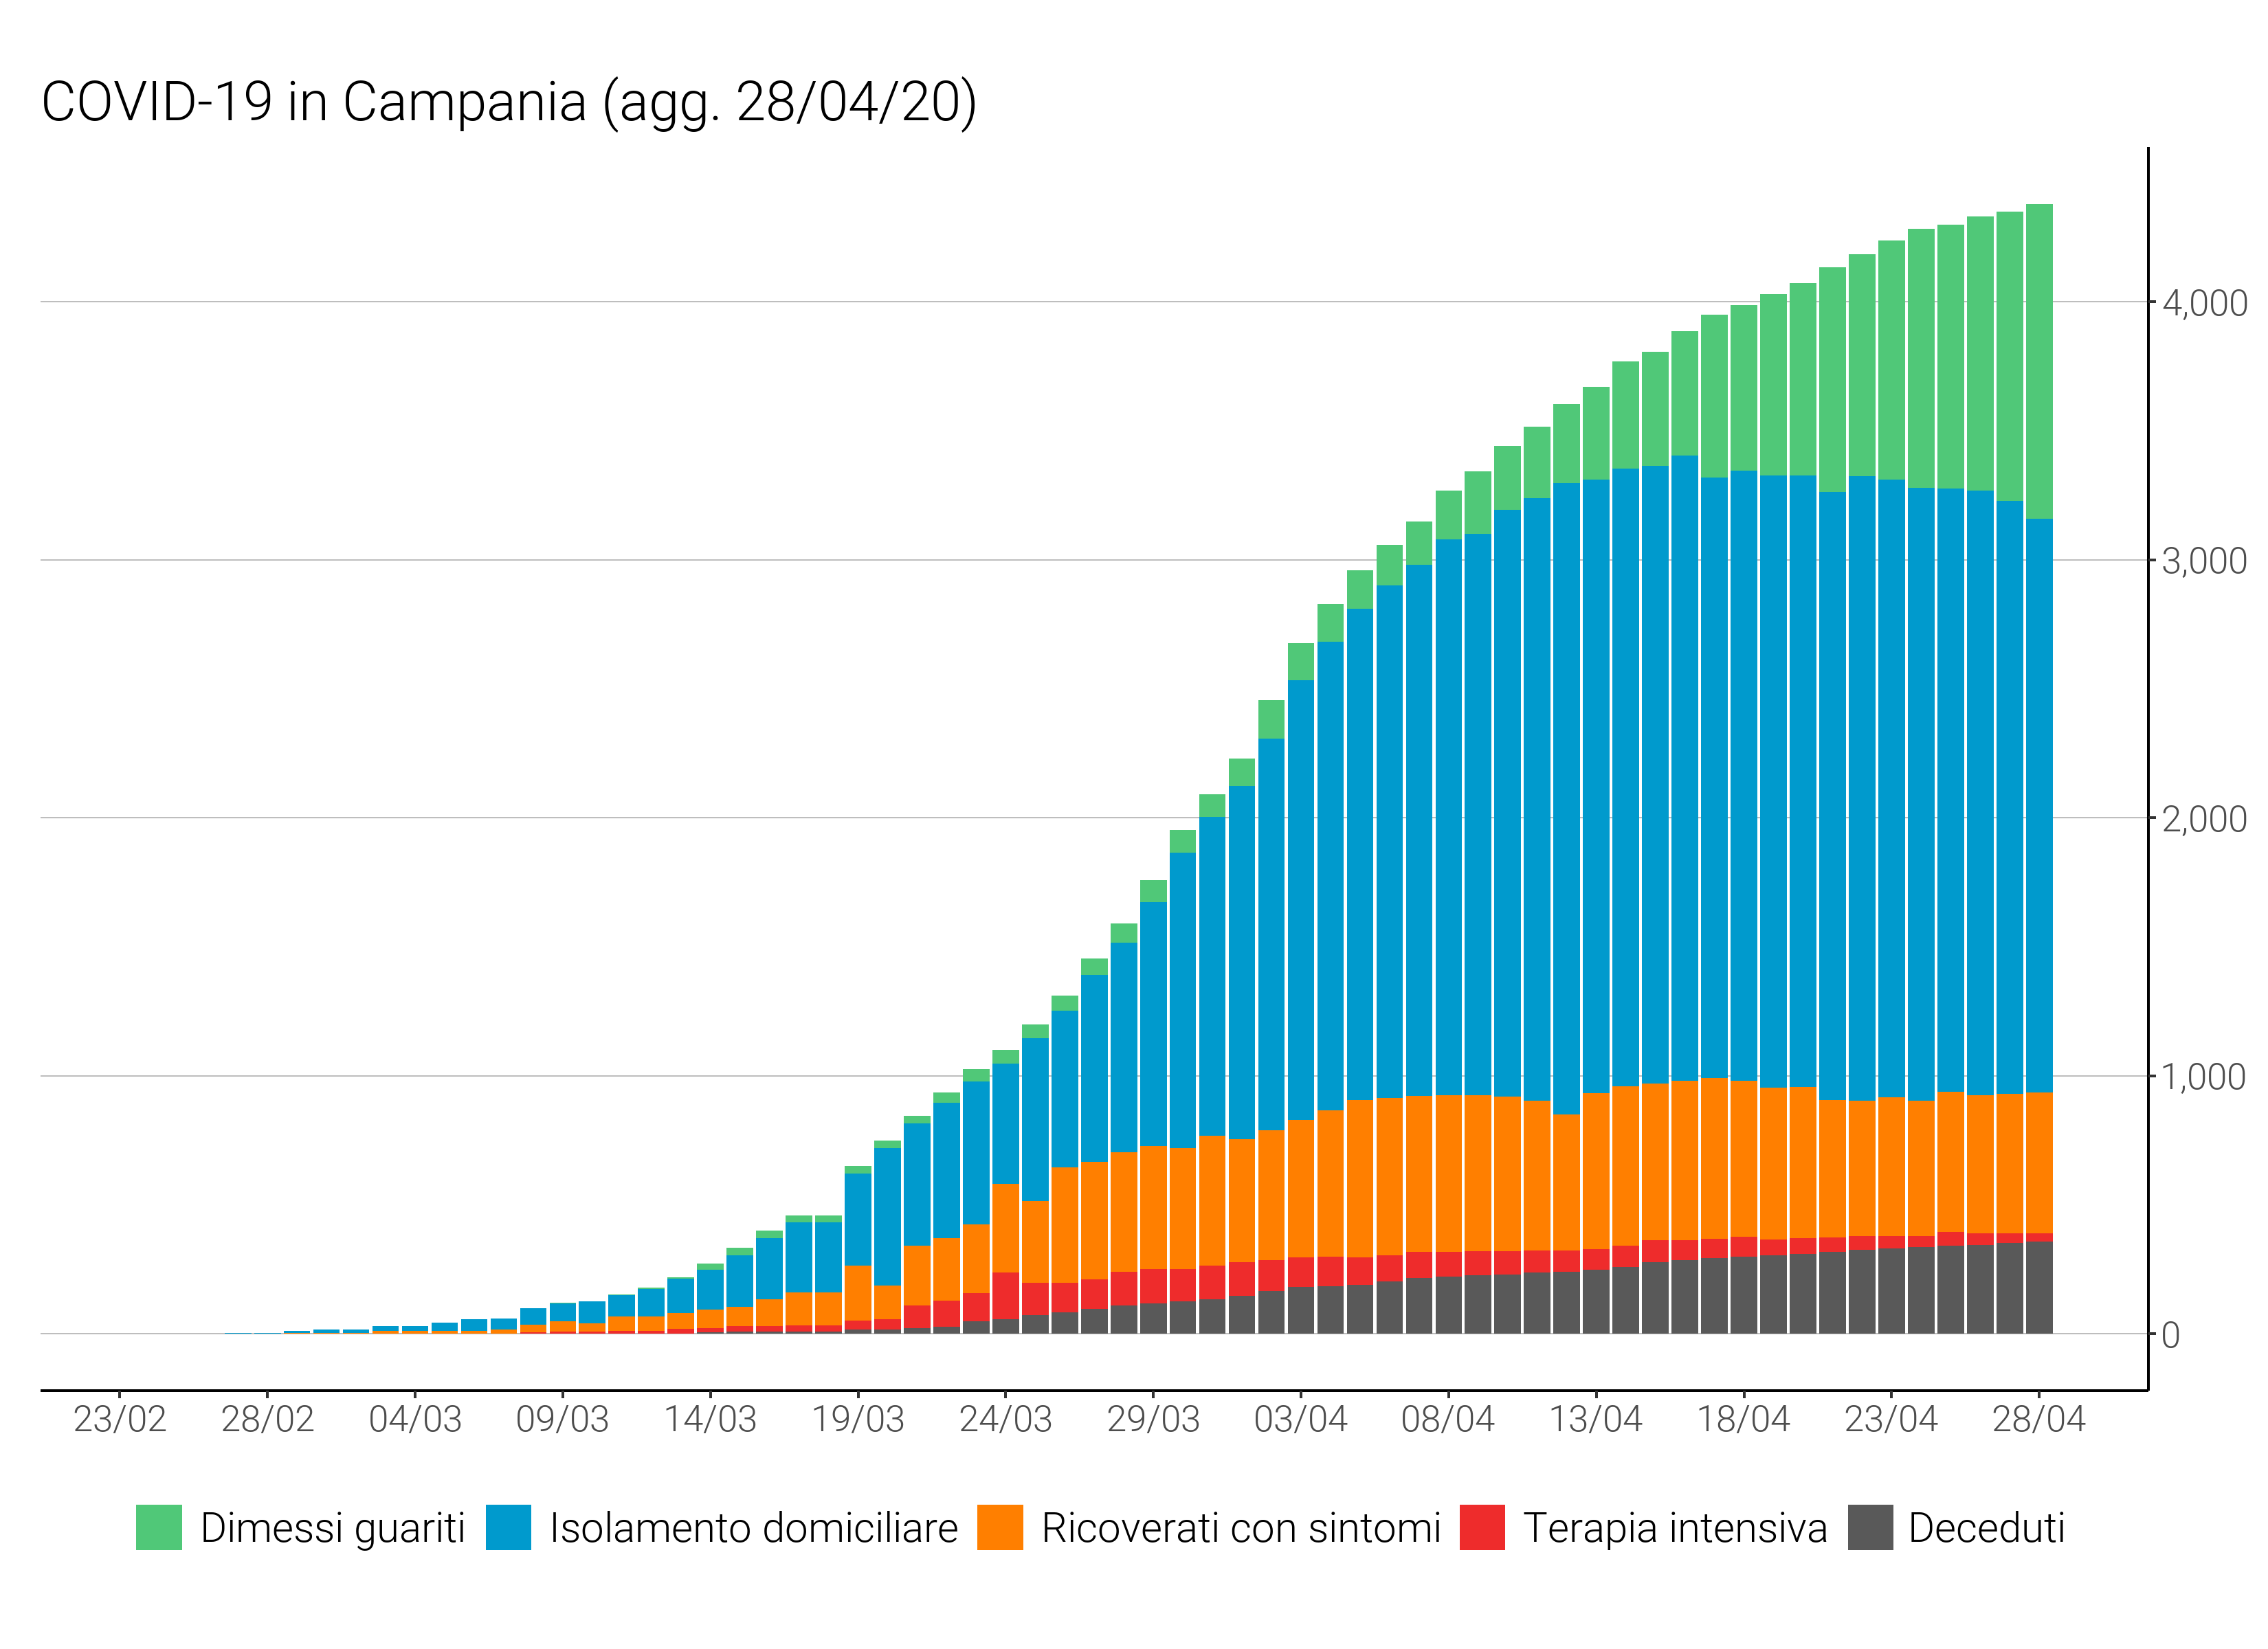 COVID-19 in Campania (agg. 28/04/20)
4,000
3,000
2,000
1,000
0
23/02 28/02 04/03 09/03 14/03 19/03 24/03 29/03 03/04 08/04 13/04 18/04 23/04 28/04
Dimessi guariti Isolamento domiciliare Ricoverati con sintomi Terapia intensiva Deceduti